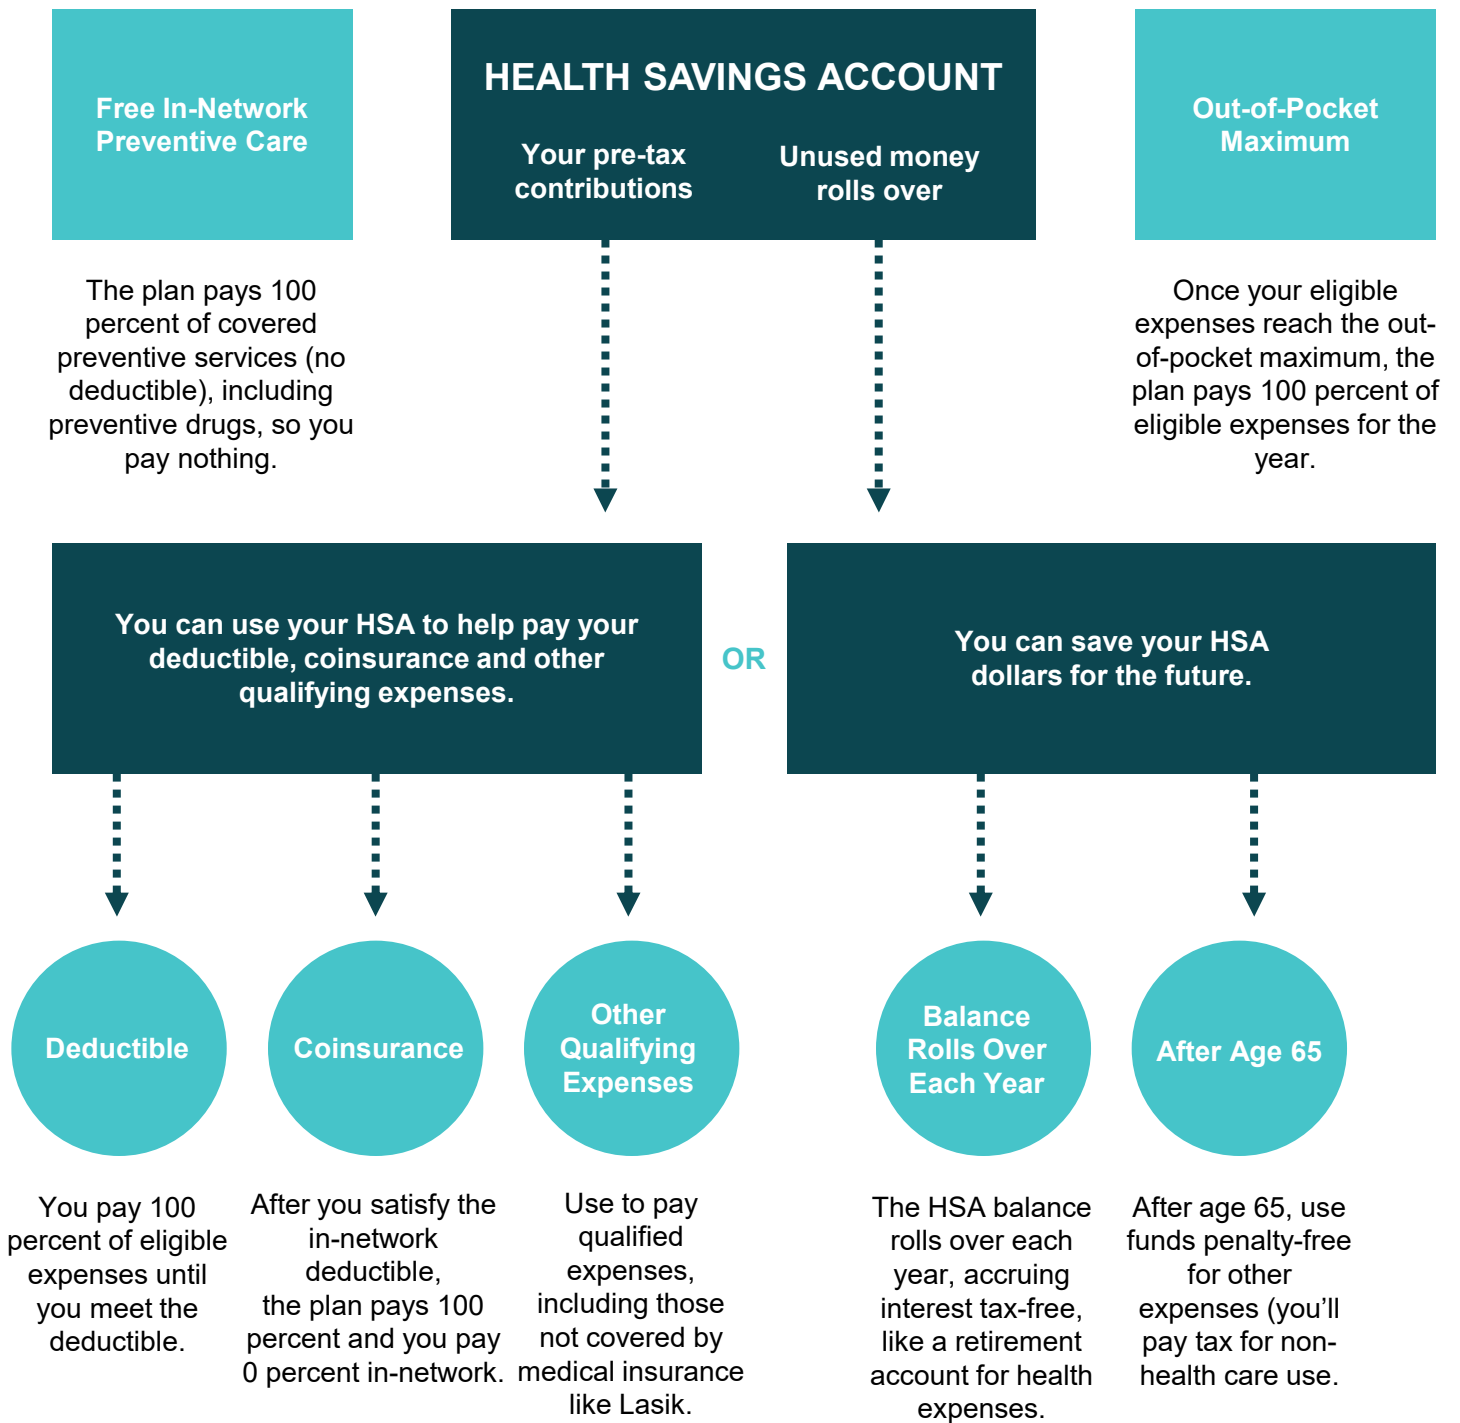 Free In-Network
Preventive Care
HEALTH SAVINGS ACCOUNT
Your pre-tax
contributions
Unused money
rolls over
Out-of-Pocket
Maximum
The plan pays 100
percent of covered
preventive services (no
deductible), including
preventive drugs, so you
pay nothing.
Once your eligible
expenses reach the out-
of-pocket maximum, the
plan pays 100 percent of
eligible expenses for the
year.
You can use your HSA to help pay your
deductible, coinsurance and other
qualifying expenses.
OR
You can save your HSA
dollars for the future.
Deductible
Coinsurance
Other
Qualifying
Expenses
Balance
Rolls Over
Each Year
After Age 65
You pay 100
percent of eligible
expenses until
you meet the
deductible.
After you satisfy the
in-network
deductible,
the plan pays 100
percent and you pay
0 percent in-network.
Use to pay
qualified
expenses,
including those
not covered by
medical insurance
like Lasik.
The HSA balance
rolls over each
year, accruing
interest tax-free,
like a retirement
account for health
expenses.
After age 65, use
funds penalty-free
for other
expenses (you’ll
pay tax for non-
health care use.